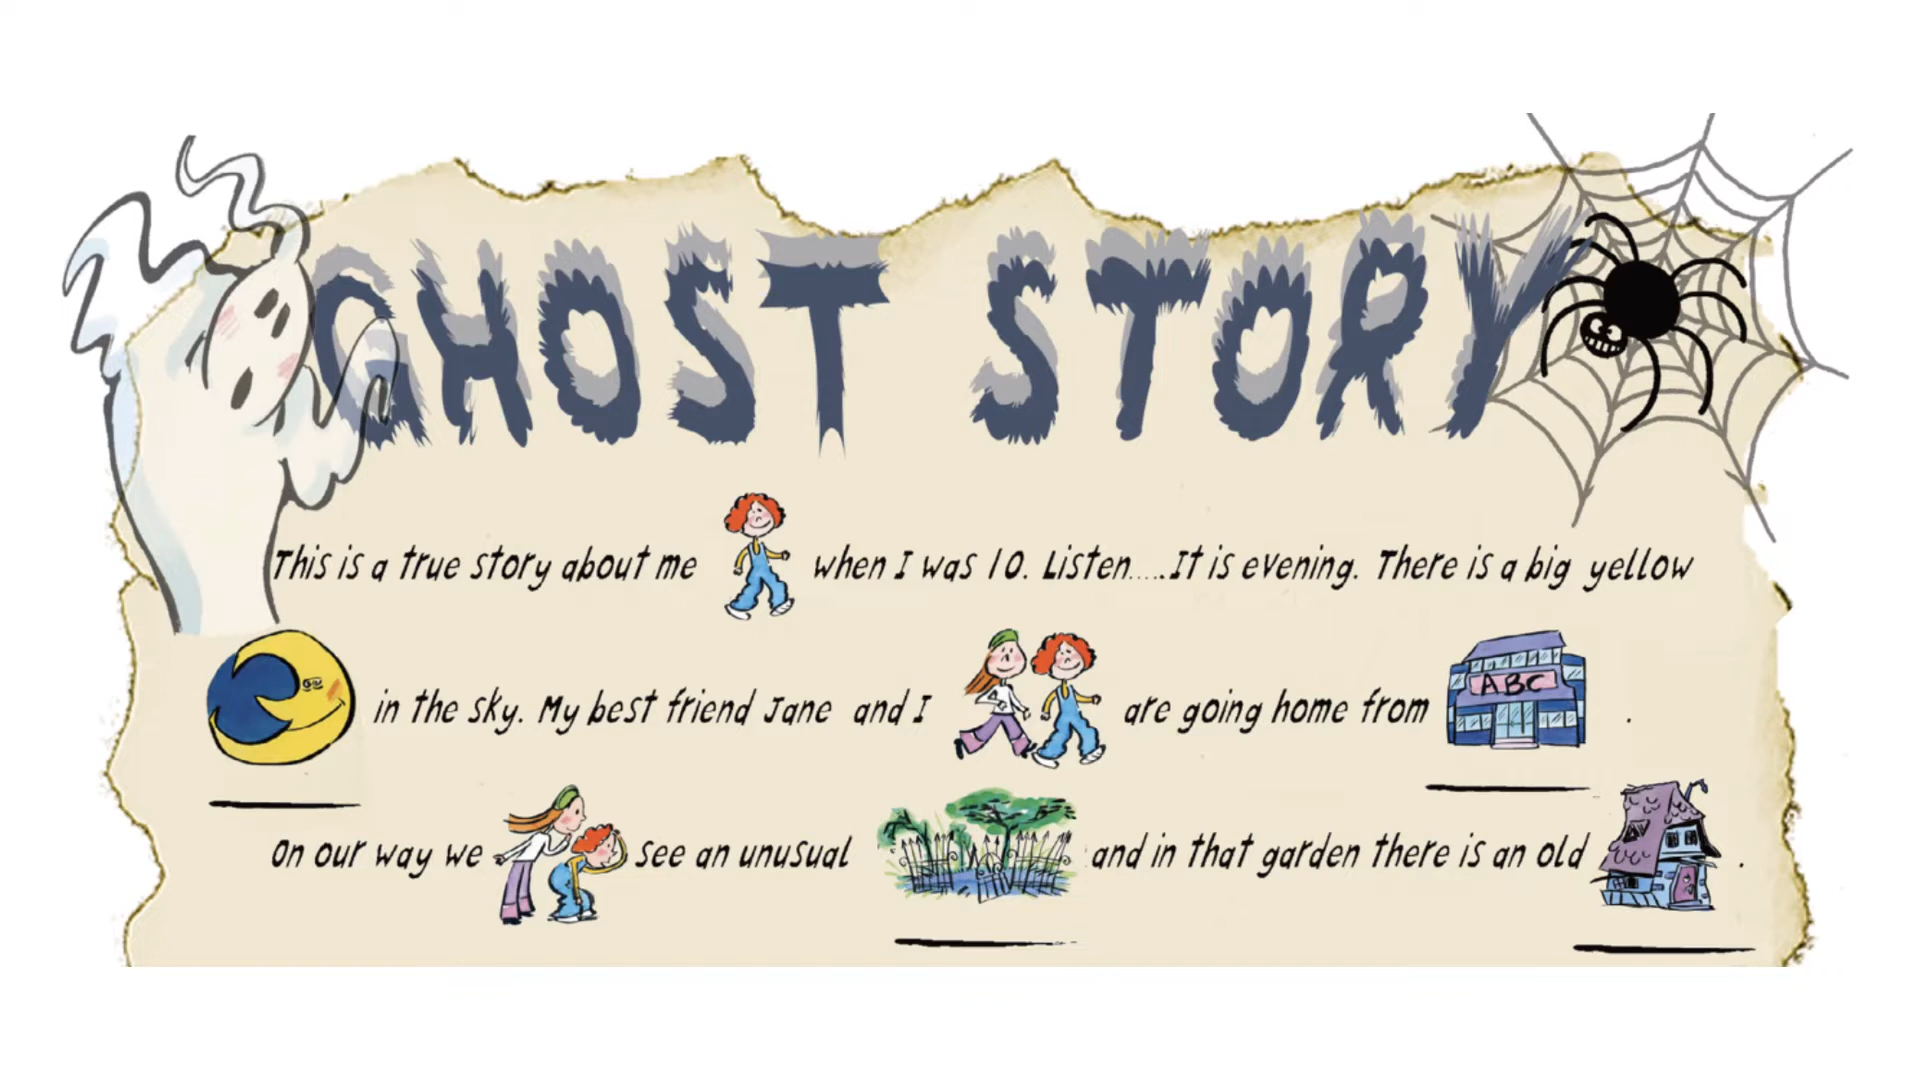 GHOST STORY
This is a true story about me when I was 10. Listen.....It is evening. There is a big yellow
in the sky. My best friend Jane and I are going home from ABC .
On our way we see an unusual and in that garden there is an old .